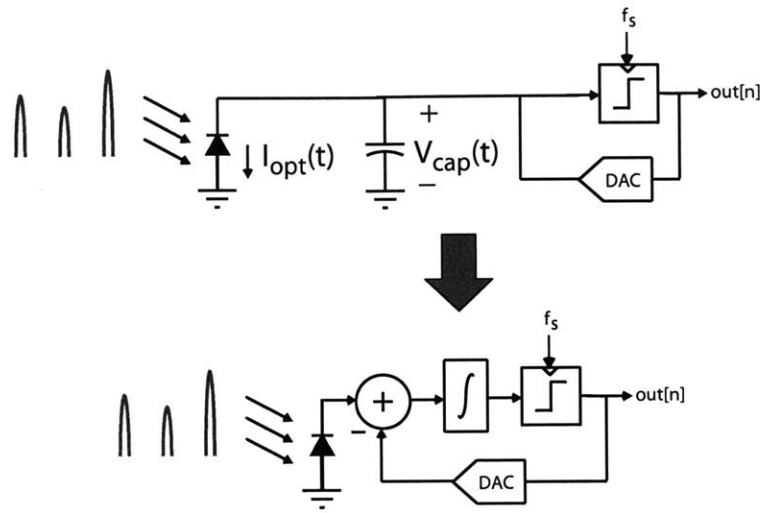 f_s
out[n]
+
I_opt(t)
V_cap(t)
−
DAC
f_s
+
∫
out[n]
−
DAC